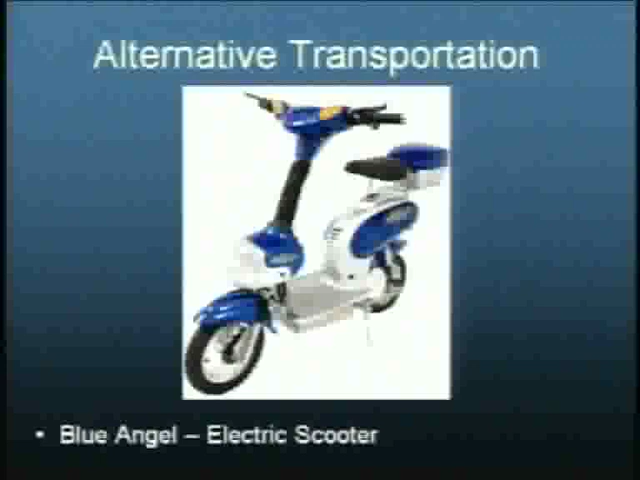 Alternative Transportation
• Blue Angel – Electric Scooter